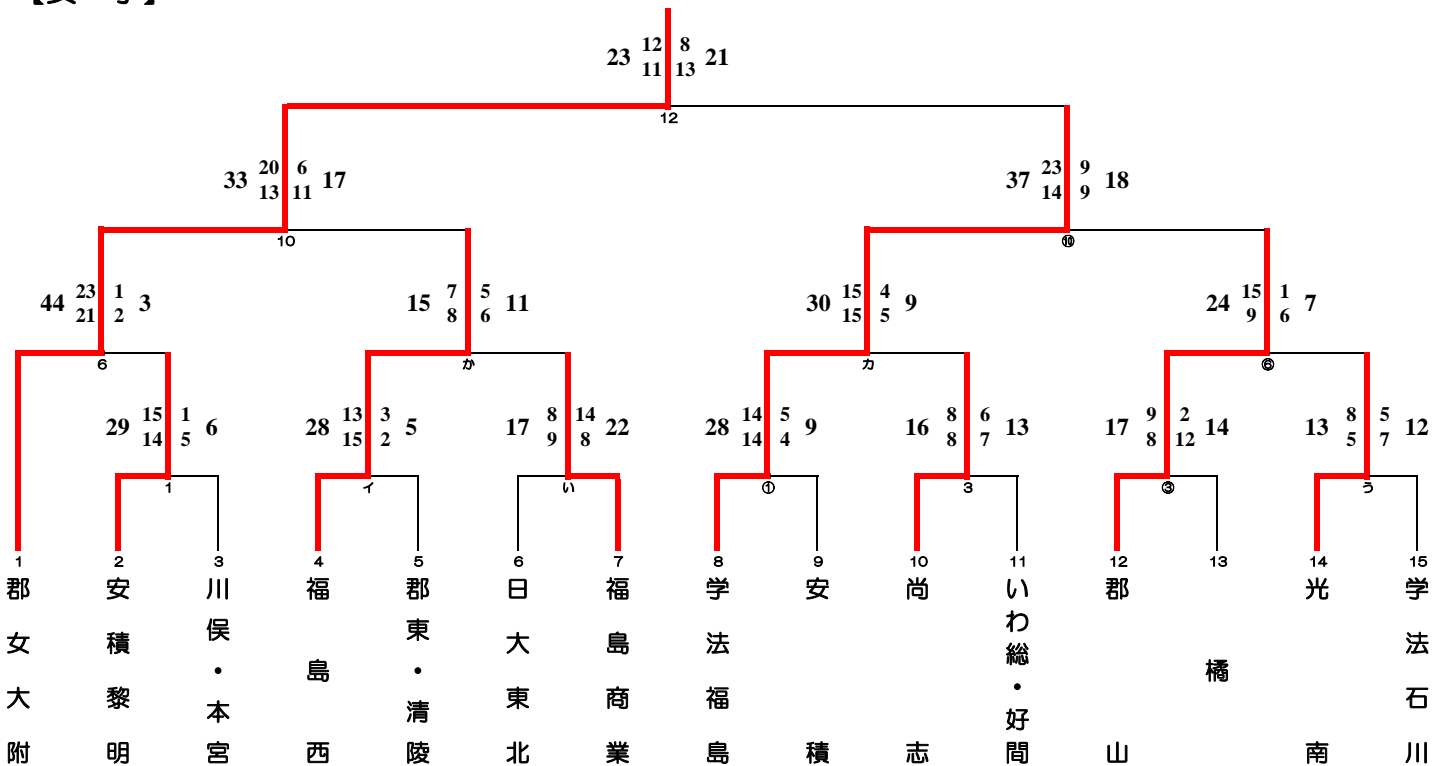 23 12 8 21
11 13
12
33 20 6 17
13 11
37 23 9 18
14 9
10
⑩
44 23 1 3
21 2
15 7 5 11
8 6
30 15 4 9
15 5
24 15 1 7
9 6
6
か
カ
⑥
29 15 1 6
14 5
28 13 3 5
15 2
17 8 14 22
9 8
28 14 5 9
14 4
16 8 6 13
8 7
17 9 2 14
8 12
13 8 5 12
5 7
1
イ
い
①
3
③
う
1 2 3 4 5 6 7 8 9 10 11 12 13 14 15
郡女大附
安積黎明
川俣・本宮
福島西
郡東・清陵
日大東北
福島商業
学法福島
安積
尚志
いわ総・好間
郡山
橘
光南
学法石川